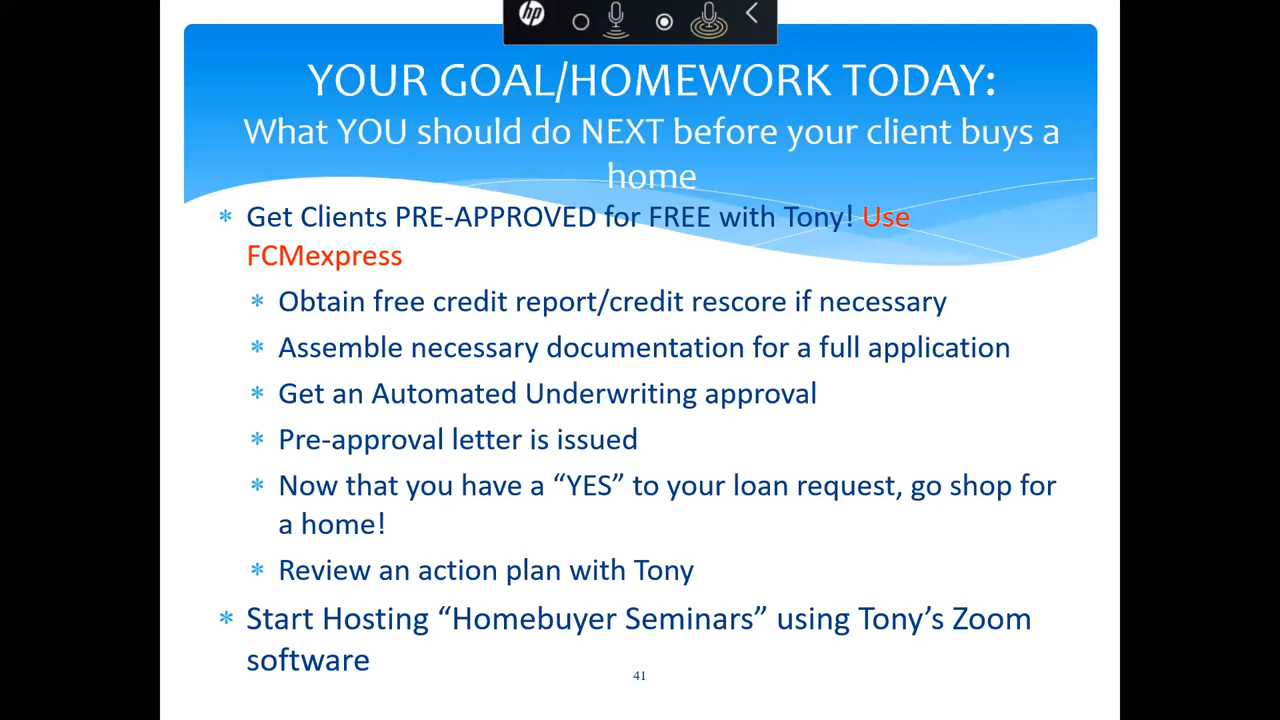 hp
YOUR GOAL/HOMEWORK TODAY:
What YOU should do NEXT before your client buys a
home
* Get Clients PRE-APPROVED for FREE with Tony! Use
FCMexpress
* Obtain free credit report/credit rescore if necessary
* Assemble necessary documentation for a full application
* Get an Automated Underwriting approval
* Pre-approval letter is issued
* Now that you have a “YES” to your loan request, go shop for
a home!
* Review an action plan with Tony
* Start Hosting “Homebuyer Seminars” using Tony’s Zoom
software
41